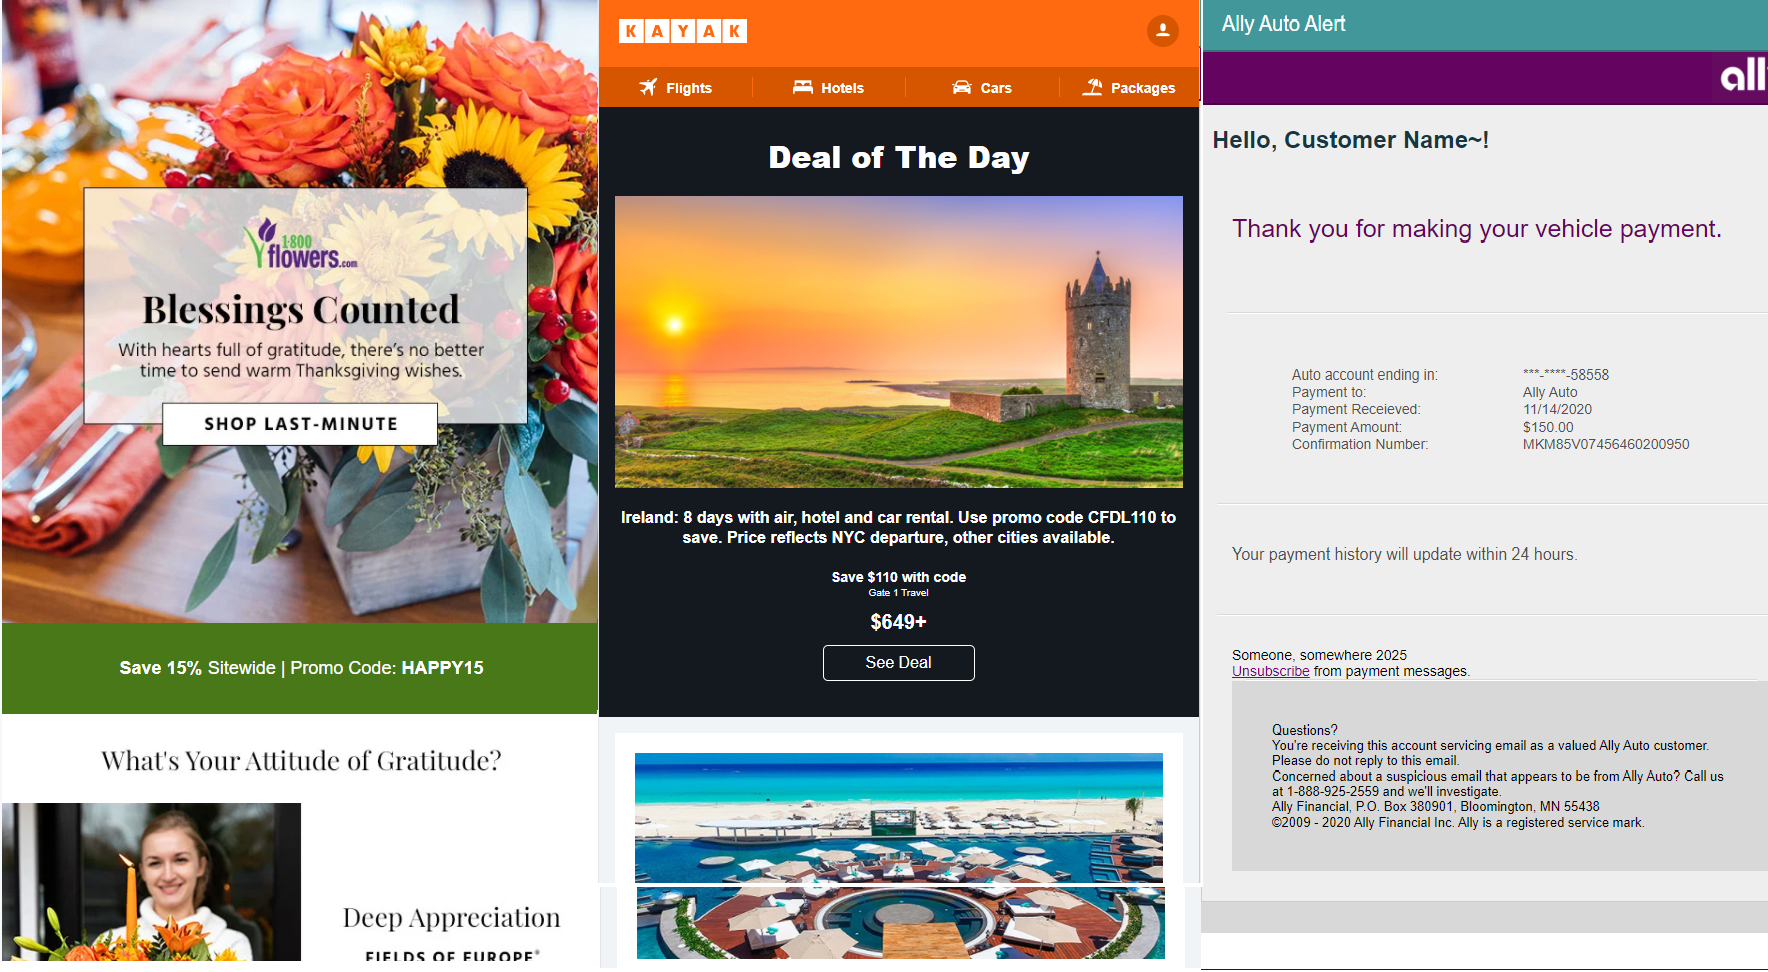 1-800
flowers.com
Blessings Counted
With hearts full of gratitude, there's no better
time to send warm Thanksgiving wishes.
SHOP LAST-MINUTE
Save 15% Sitewide | Promo Code: HAPPY15
What's Your Attitude of Gratitude?
Deep Appreciation
FIELDS OF EUROPE®
KAYAK
Flights
Hotels
Cars
Packages
Deal of The Day
Ireland: 8 days with air, hotel and car rental. Use promo code CFDL110 to
save. Price reflects NYC departure, other cities available.
Save $110 with code
Gate 1 Travel
$649+
See Deal
Ally Auto Alert
ally
Hello, Customer Name~!
Thank you for making your vehicle payment.
Auto account ending in: ***-****-58558
Payment to: Ally Auto
Payment Receieved: 11/14/2020
Payment Amount: $150.00
Confirmation Number: MKM85V07456460200950
Your payment history will update within 24 hours.
Someone, somewhere 2025
Unsubscribe from payment messages.
Questions?
You're receiving this account servicing email as a valued Ally Auto customer.
Please do not reply to this email.
Concerned about a suspicious email that appears to be from Ally Auto? Call us
at 1-888-925-2559 and we'll investigate.
Ally Financial, P.O. Box 380901, Bloomington, MN 55438
©2009 - 2020 Ally Financial Inc. Ally is a registered service mark.